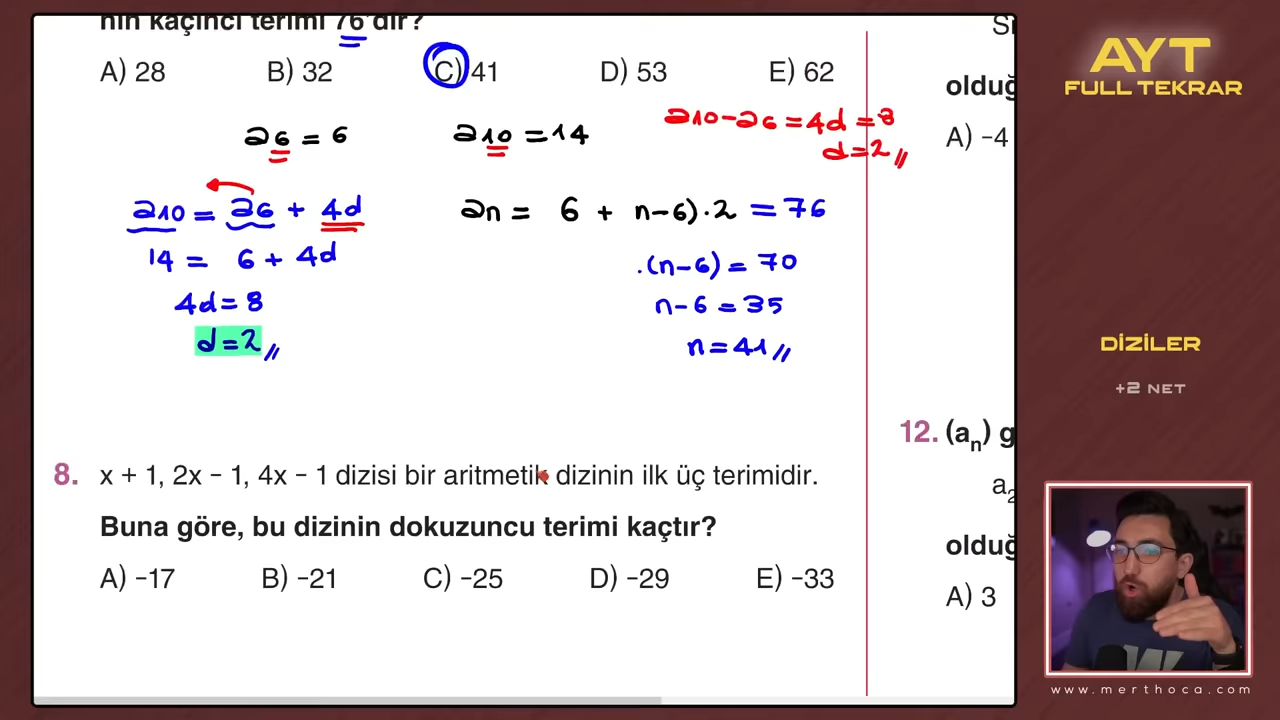 nin kaçıncı terimi 76 dır?
A) 28 B) 32 C) 41 D) 53 E) 62
a6 = 6
a10 = 14
a10 - a6 = 4d = 8
d = 2 //
a10 = a6 + 4d
14 = 6 + 4d
4d = 8
d = 2 //
an = 6 + n-6) . 2 = 76
.(n-6) = 70
n-6 = 35
n = 41 //
8. x + 1, 2x - 1, 4x - 1 dizisi bir aritmetik dizinin ilk üç terimidir.
Buna göre, bu dizinin dokuzuncu terimi kaçtır?
A) -17 B) -21 C) -25 D) -29 E) -33
A) -4
12. (an) g
a2
A) 3
AYT
FULL TEKRAR
DİZİLER
+2 NET
www.merthoca.com